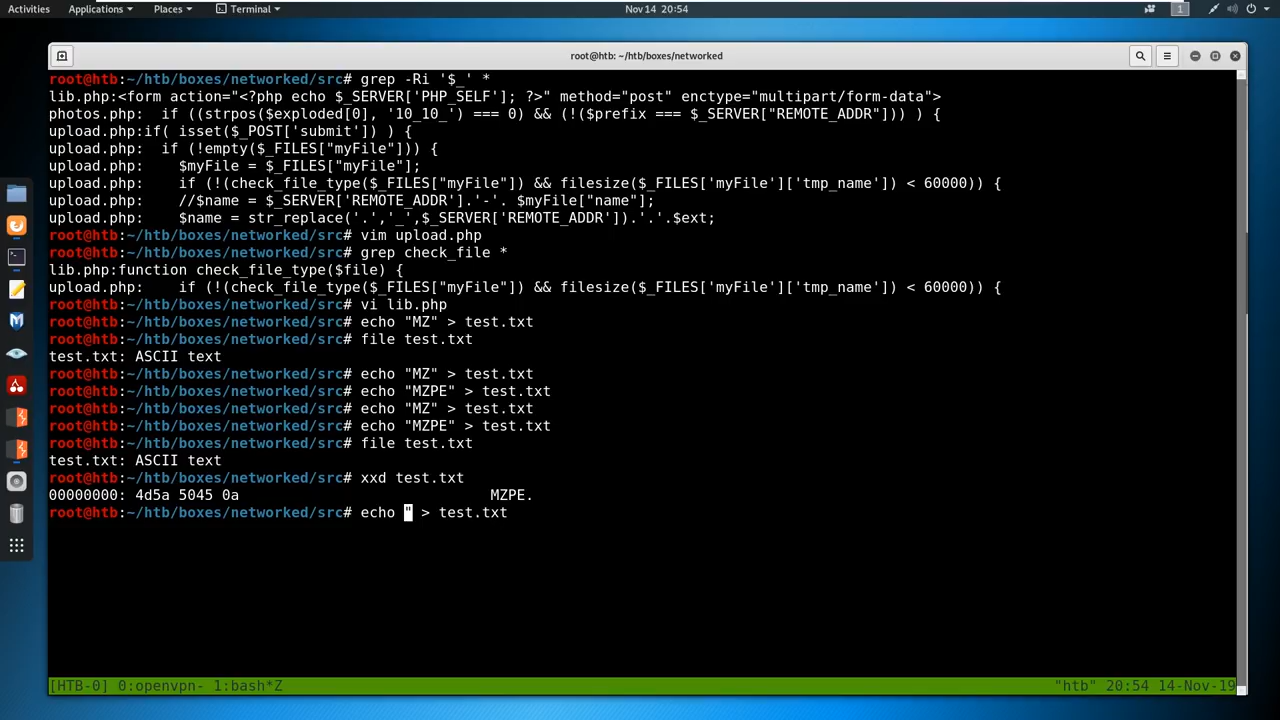 Activities Applications Places Terminal Nov 14 20:54 1
root@htb: ~/htb/boxes/networked
root@htb:~/htb/boxes/networked/src# grep -Ri '$_' *
lib.php:<form action="<?php echo $_SERVER['PHP_SELF']; ?>" method="post" enctype="multipart/form-data">
photos.php:  if ((strpos($exploded[0], '10_10_') === 0) && (!($prefix === $_SERVER["REMOTE_ADDR"])) ) {
upload.php:if( isset($_POST['submit']) ) {
upload.php:  if (!empty($_FILES["myFile"])) {
upload.php:    $myFile = $_FILES["myFile"];
upload.php:    if (!(check_file_type($_FILES["myFile"]) && filesize($_FILES['myFile']['tmp_name']) < 60000)) {
upload.php:    //$name = $_SERVER['REMOTE_ADDR'].'-'. $myFile["name"];
upload.php:    $name = str_replace('.','_',$_SERVER['REMOTE_ADDR']).'.'.$ext;
root@htb:~/htb/boxes/networked/src# vim upload.php
root@htb:~/htb/boxes/networked/src# grep check_file *
lib.php:function check_file_type($file) {
upload.php:    if (!(check_file_type($_FILES["myFile"]) && filesize($_FILES['myFile']['tmp_name']) < 60000)) {
root@htb:~/htb/boxes/networked/src# vi lib.php
root@htb:~/htb/boxes/networked/src# echo "MZ" > test.txt
root@htb:~/htb/boxes/networked/src# file test.txt
test.txt: ASCII text
root@htb:~/htb/boxes/networked/src# echo "MZ" > test.txt
root@htb:~/htb/boxes/networked/src# echo "MZPE" > test.txt
root@htb:~/htb/boxes/networked/src# echo "MZ" > test.txt
root@htb:~/htb/boxes/networked/src# echo "MZPE" > test.txt
root@htb:~/htb/boxes/networked/src# file test.txt
test.txt: ASCII text
root@htb:~/htb/boxes/networked/src# xxd test.txt
00000000: 4d5a 5045 0a                             MZPE.
root@htb:~/htb/boxes/networked/src# echo " > test.txt
[HTB-0] 0:openvpn- 1:bash*Z "htb" 20:54 14-Nov-19